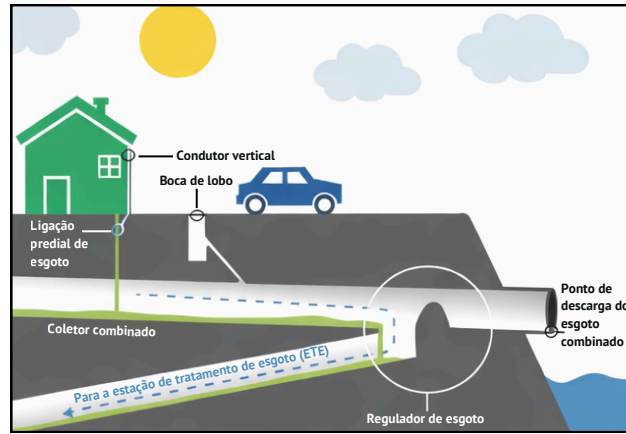 Condutor vertical
Boca de lobo
Ligação
predial de
esgoto
Ponto de
descarga do
esgoto
combinado
Coletor combinado
Para a estação de tratamento de esgoto (ETE)
Regulador de esgoto